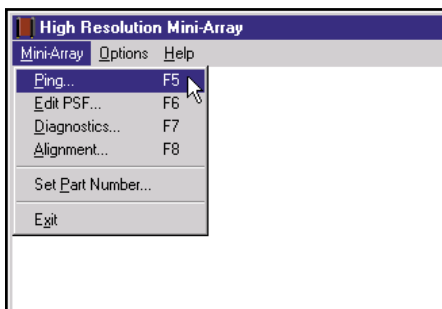 High Resolution Mini-Array
Mini-Array Options Help
Ping... F5
Edit PSF... F6
Diagnostics... F7
Alignment... F8
Set Part Number...
Exit